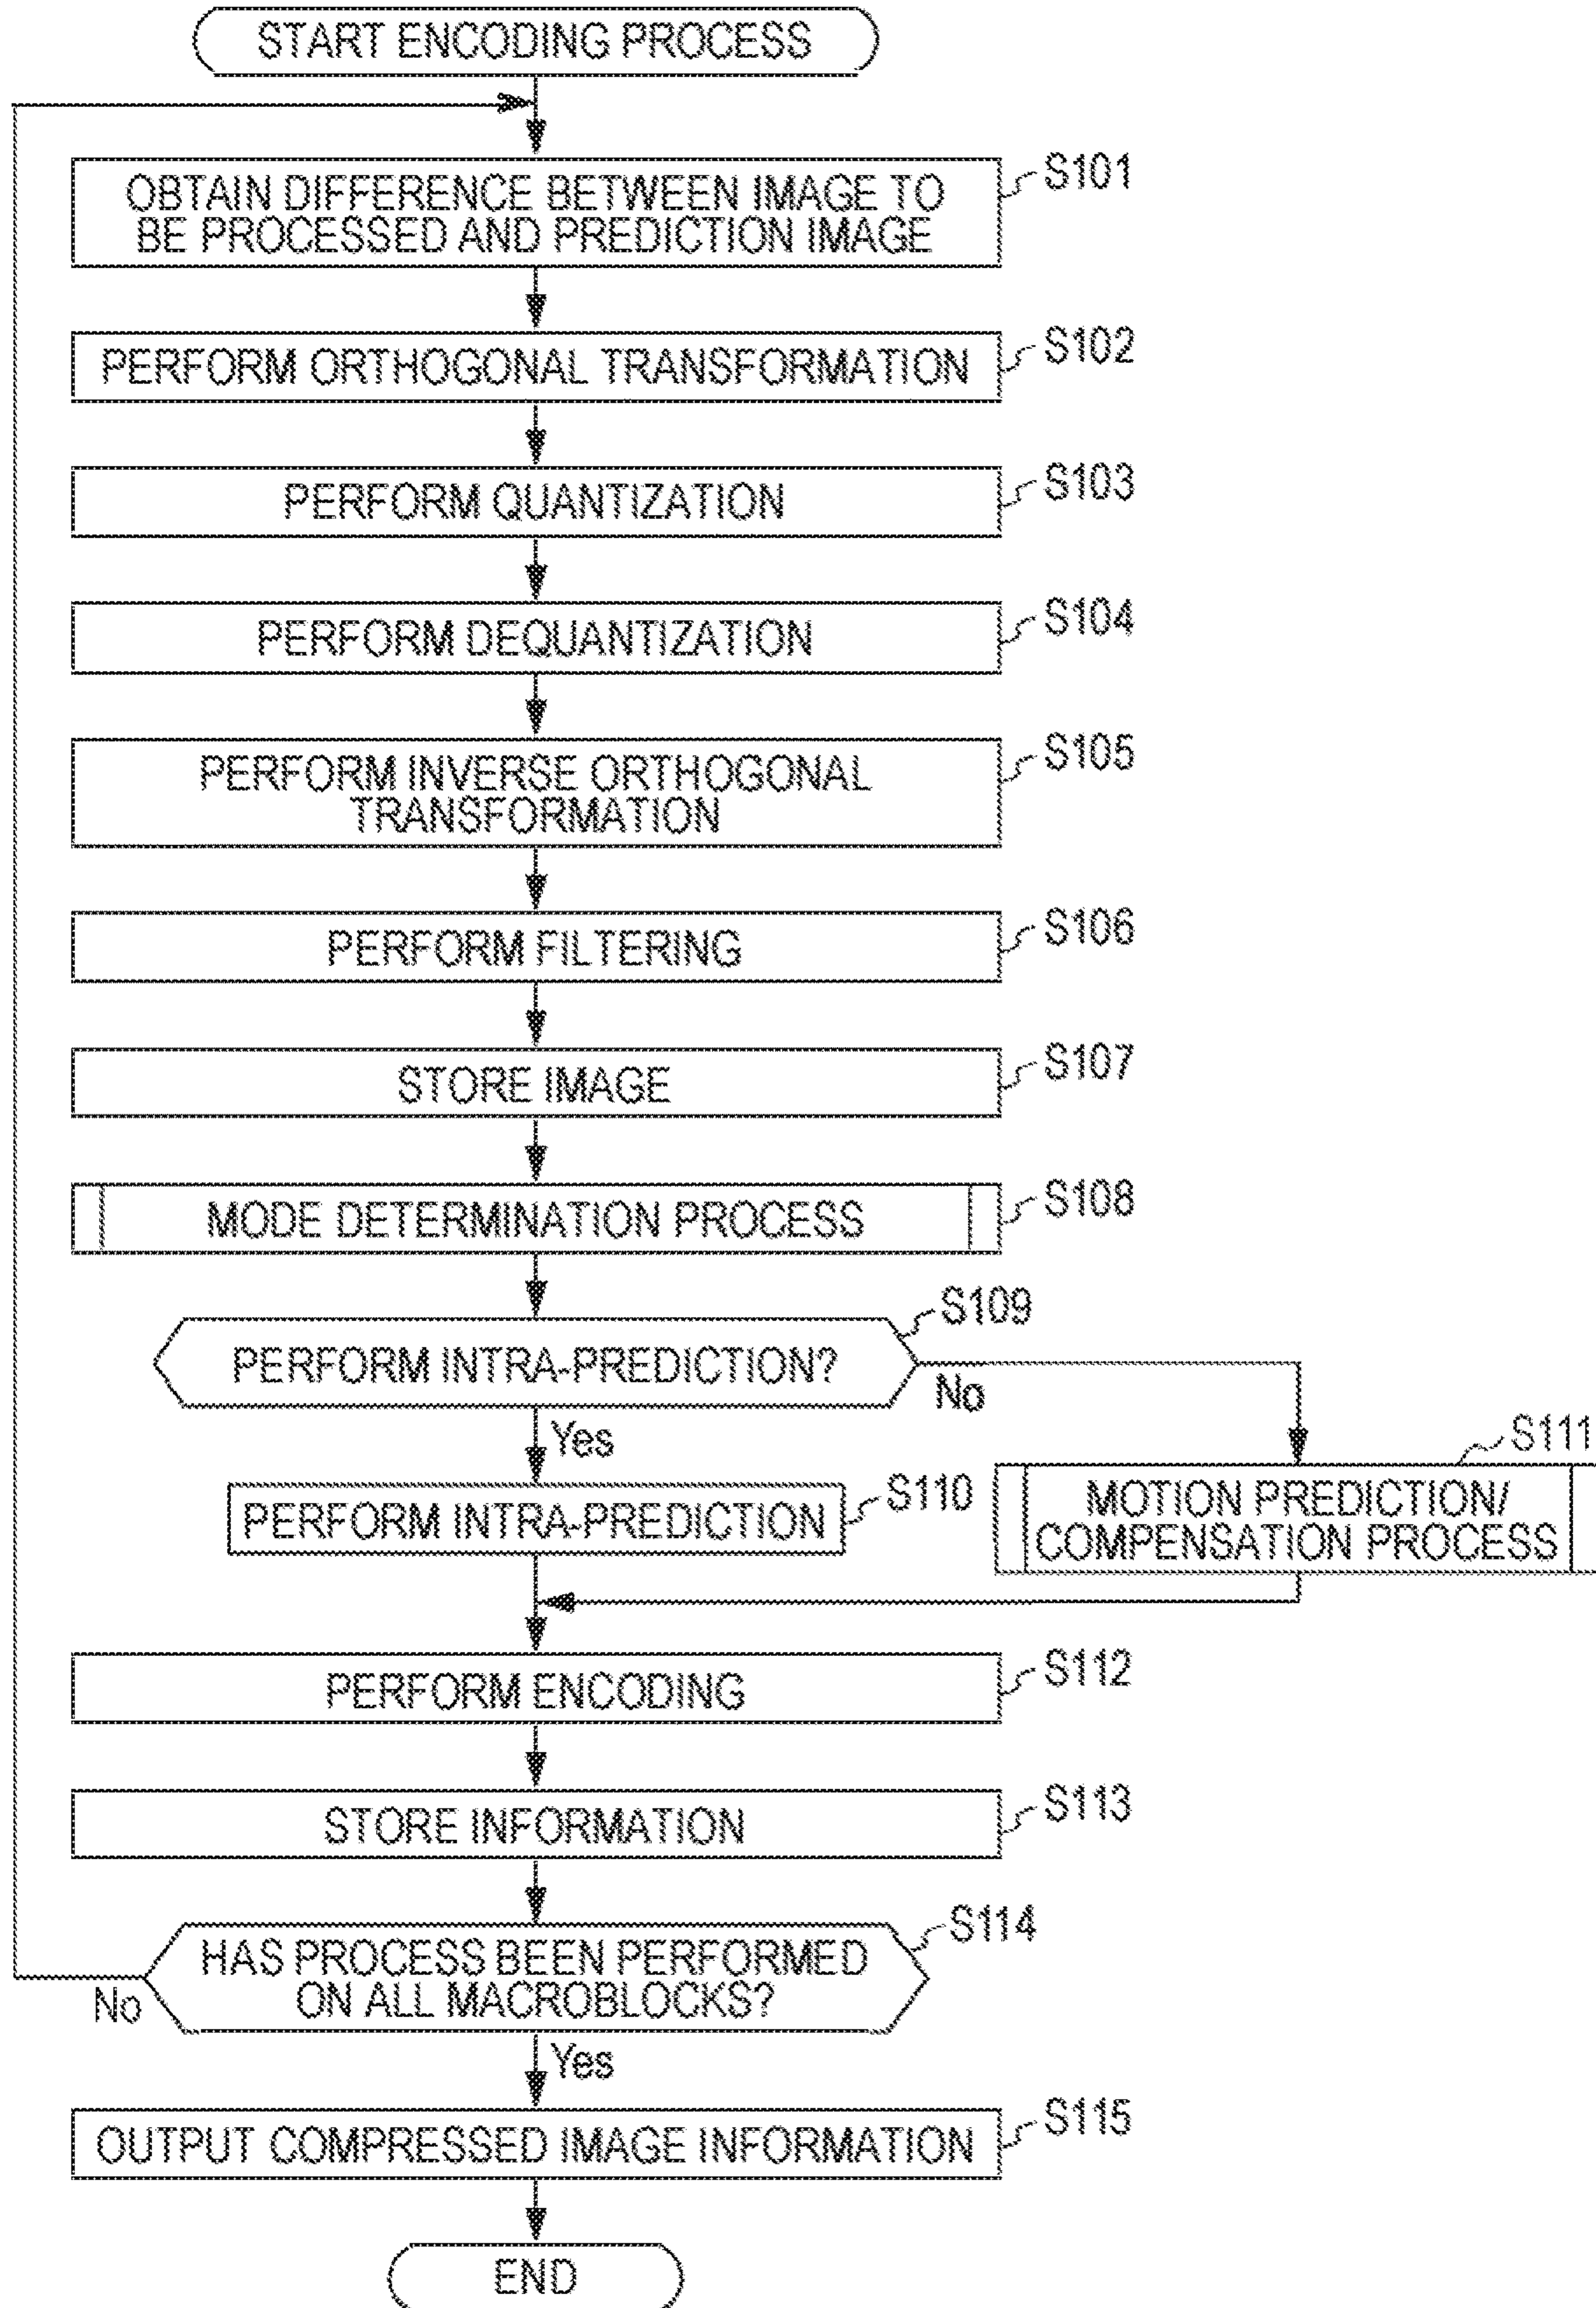 START ENCODING PROCESS
OBTAIN DIFFERENCE BETWEEN IMAGE TO
BE PROCESSED AND PREDICTION IMAGE
S101
PERFORM ORTHOGONAL TRANSFORMATION
S102
PERFORM QUANTIZATION
S103
PERFORM DEQUANTIZATION
S104
PERFORM INVERSE ORTHOGONAL
TRANSFORMATION
S105
PERFORM FILTERING
S106
STORE IMAGE
S107
MODE DETERMINATION PROCESS
S108
PERFORM INTRA-PREDICTION?
S109
No
Yes
PERFORM INTRA-PREDICTION
S110
MOTION PREDICTION/
COMPENSATION PROCESS
S111
PERFORM ENCODING
S112
STORE INFORMATION
S113
HAS PROCESS BEEN PERFORMED
ON ALL MACROBLOCKS?
S114
No
Yes
OUTPUT COMPRESSED IMAGE INFORMATION
S115
END